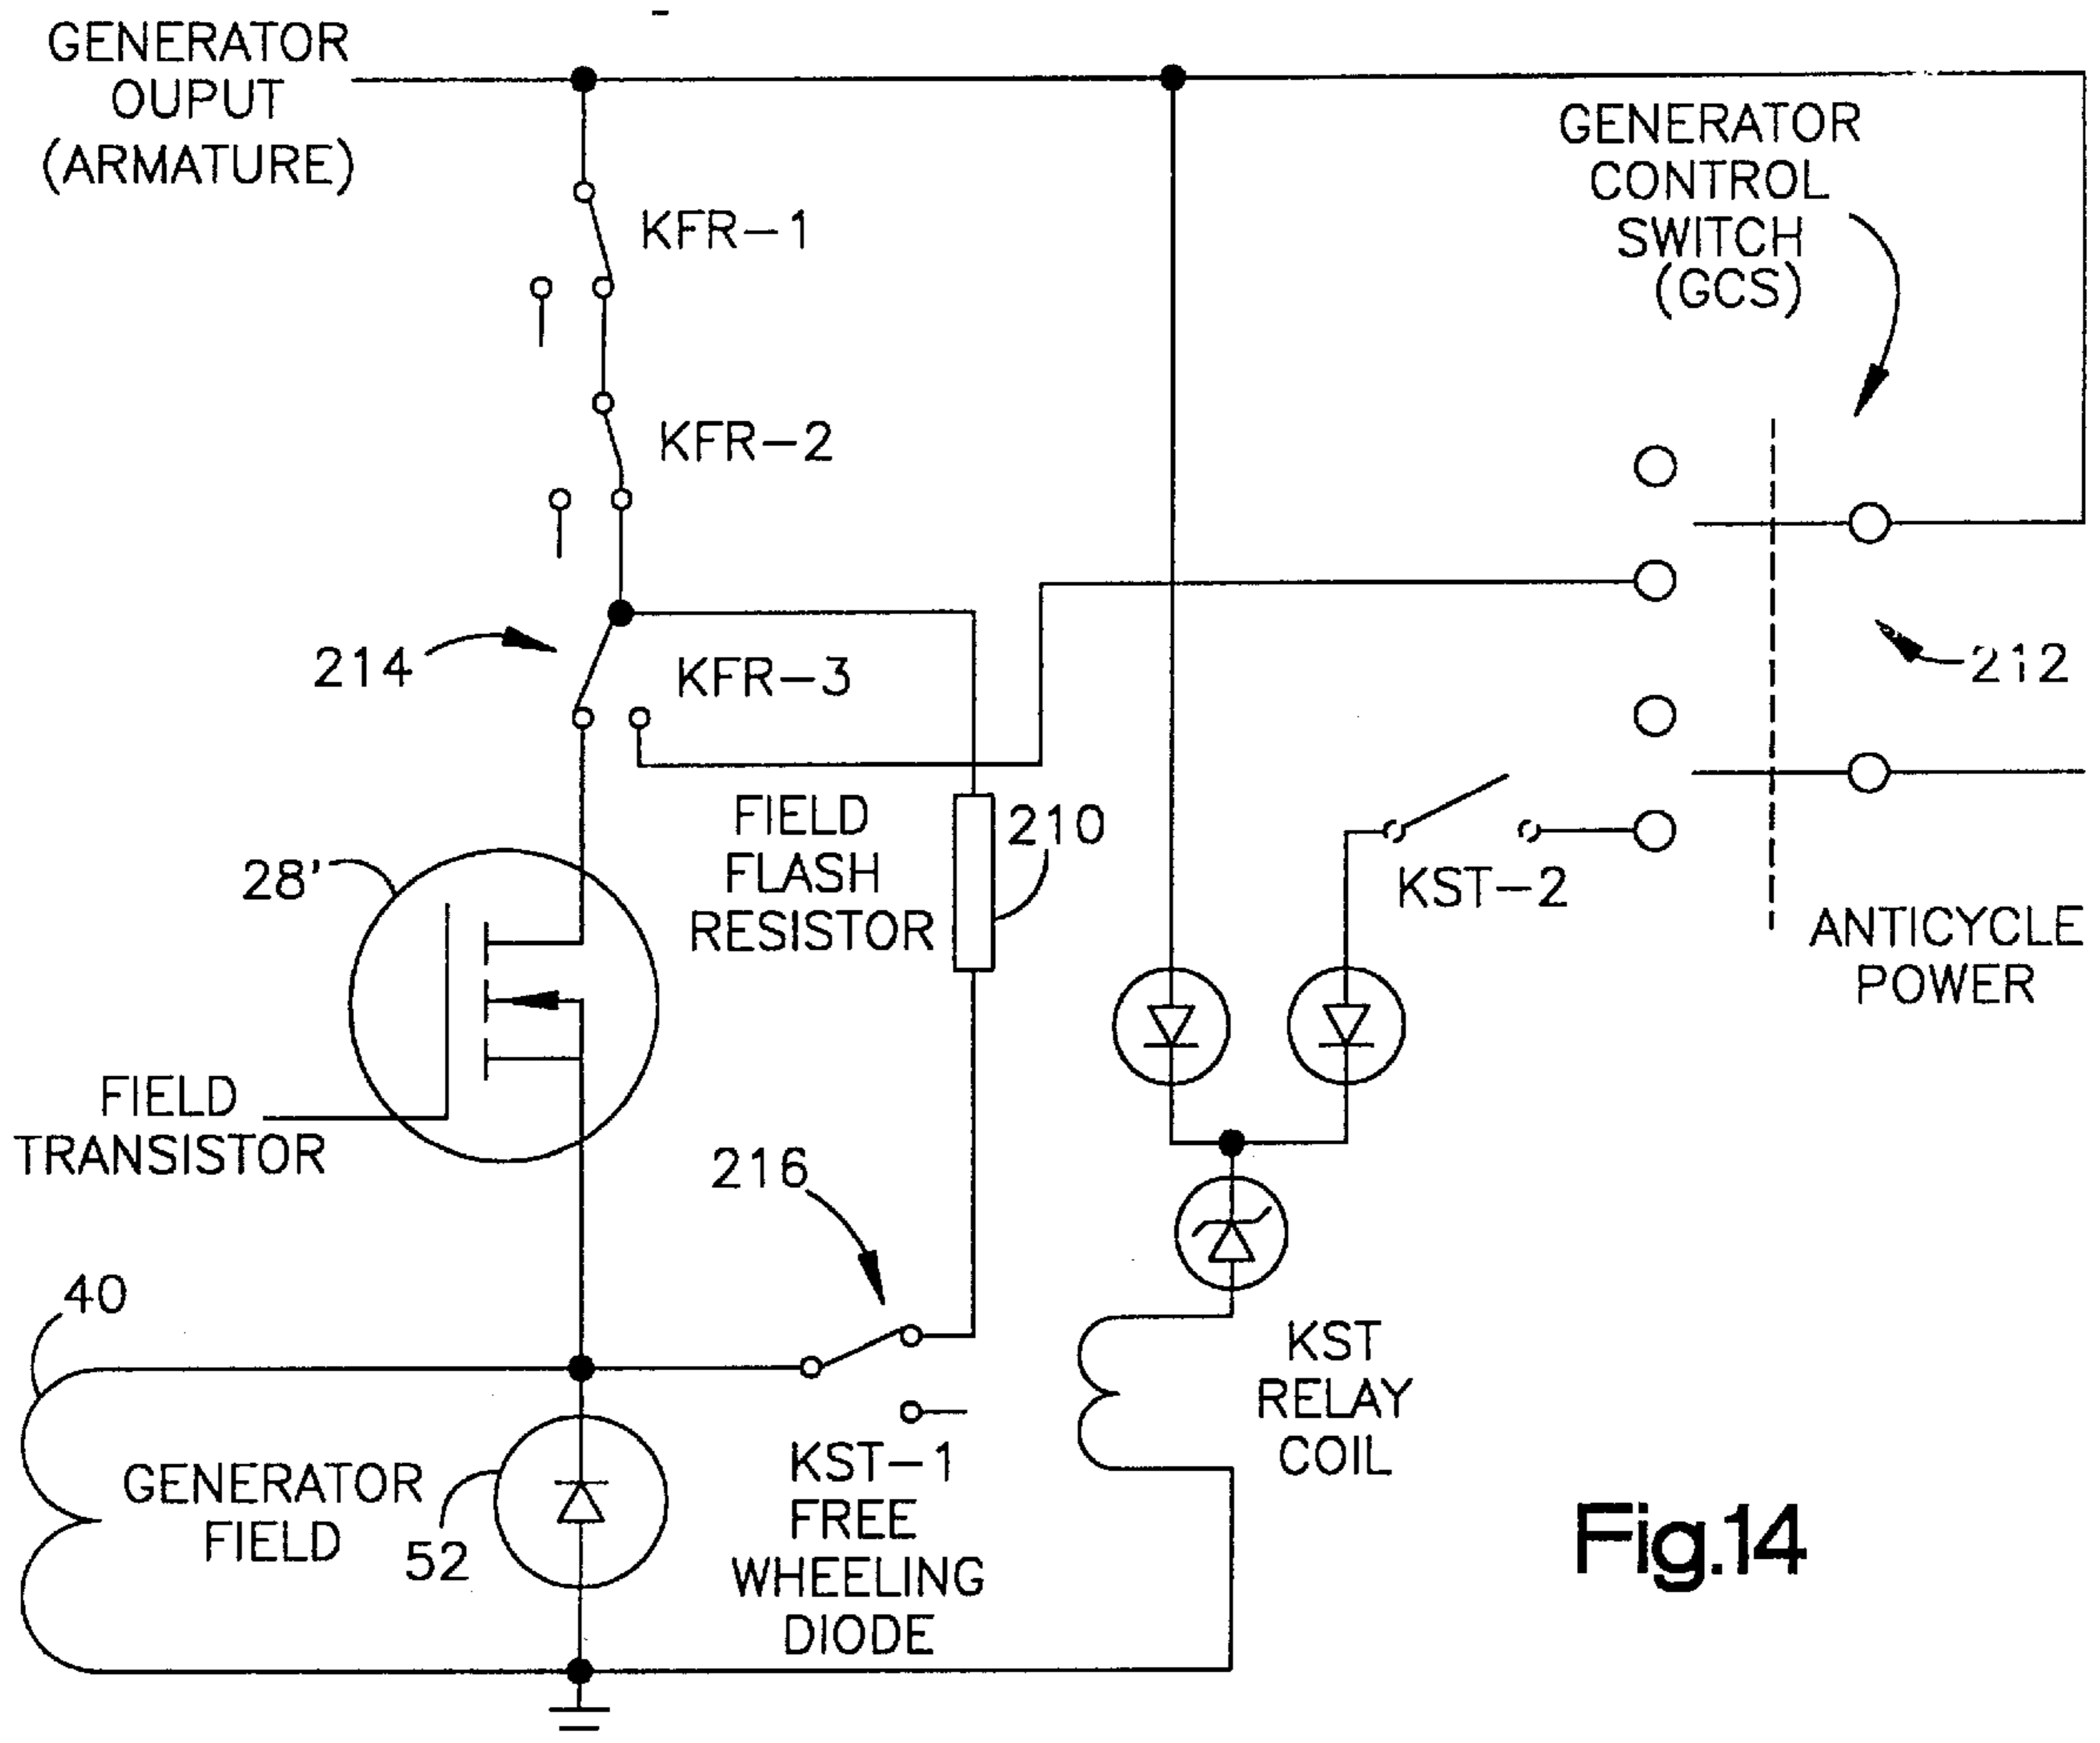 GENERATOR
OUPUT
(ARMATURE)
GENERATOR
CONTROL
SWITCH
(GCS)
KFR-1
KFR-2
214
KFR-3
212
FIELD
FLASH
RESISTOR
210
28'
KST-2
ANTICYCLE
POWER
FIELD
TRANSISTOR
216
40
KST
RELAY
COIL
GENERATOR
FIELD
52
KST-1
FREE
WHEELING
DIODE
Fig.14